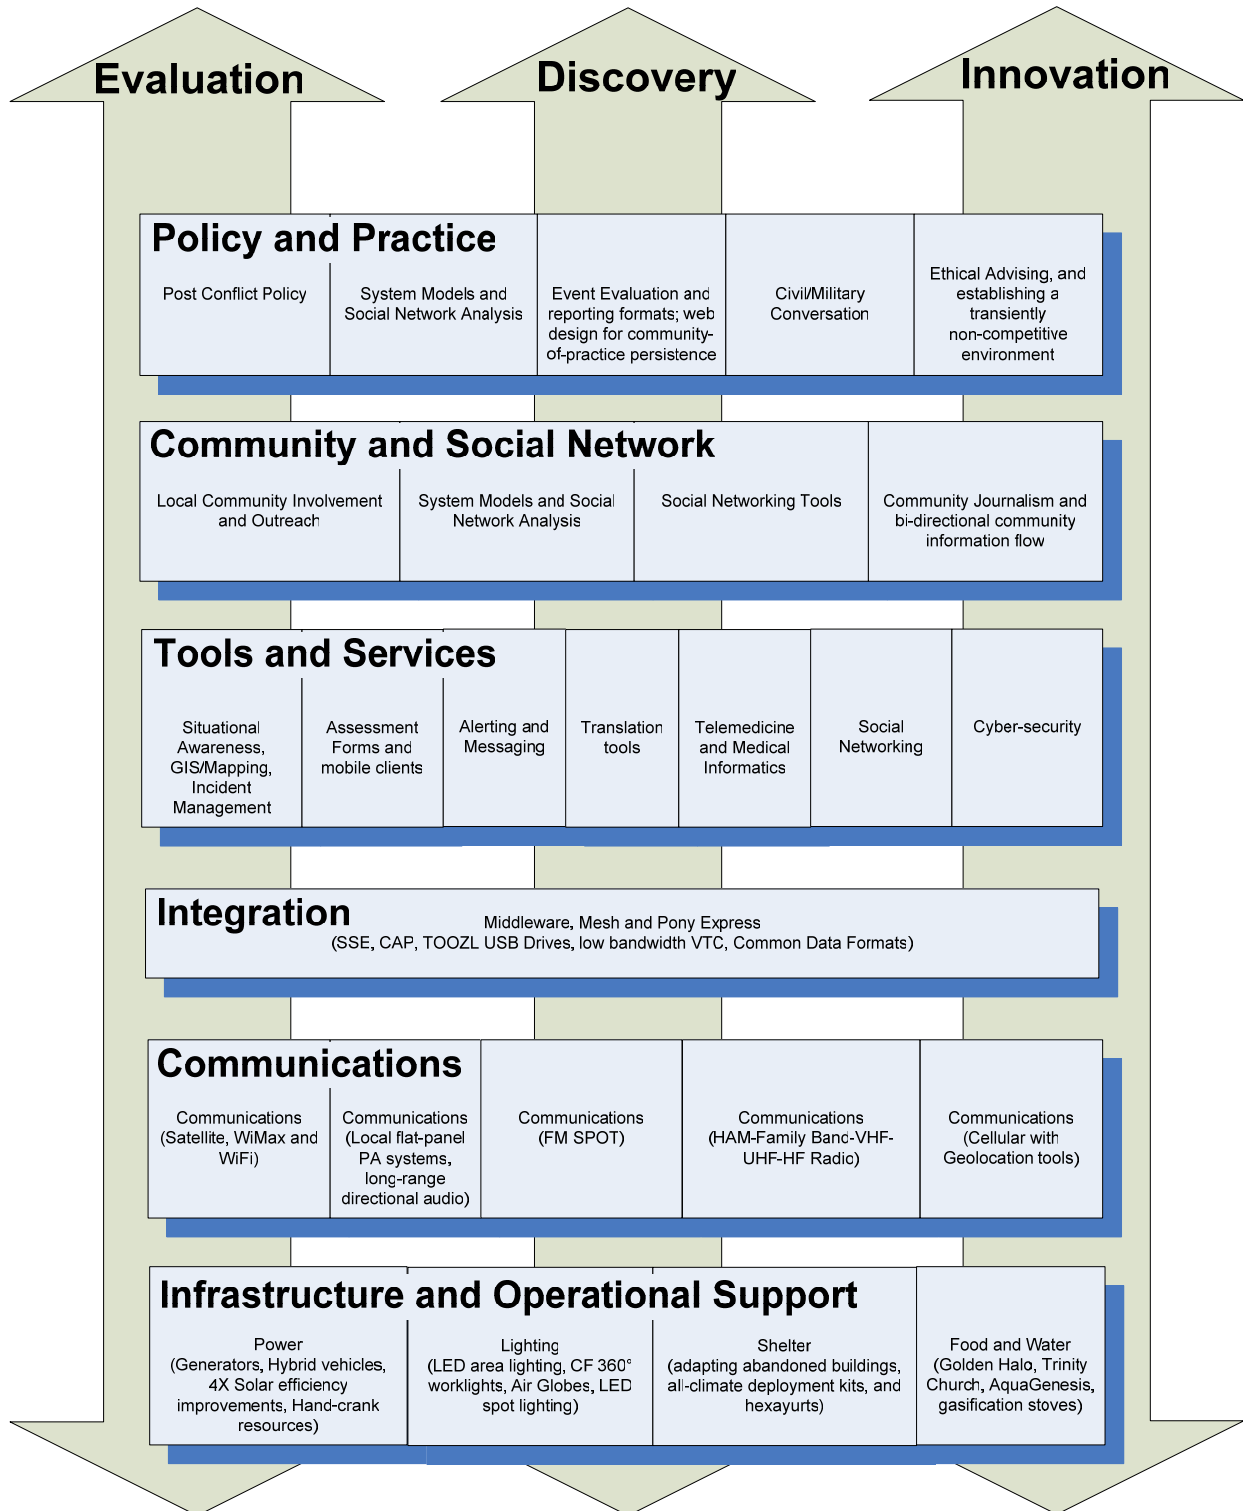 Evaluation
Discovery
Innovation
Policy and Practice
Post Conflict Policy
System Models and
Social Network Analysis
Event Evaluation and
reporting formats; web
design for community-
of-practice persistence
Civil/Military
Conversation
Ethical Advising, and
establishing a
transiently
non-competitive
environment
Community and Social Network
Local Community Involvement
and Outreach
System Models and Social
Network Analysis
Social Networking Tools
Community Journalism and
bi-directional community
information flow
Tools and Services
Situational
Awareness,
GIS/Mapping,
Incident
Management
Assessment
Forms and
mobile clients
Alerting and
Messaging
Translation
tools
Telemedicine
and Medical
Informatics
Social
Networking
Cyber-security
Integration
Middleware, Mesh and Pony Express
(SSE, CAP, TOOZL USB Drives, low bandwidth VTC, Common Data Formats)
Communications
Communications
(Satellite, WiMax and
WiFi)
Communications
(Local flat-panel
PA systems,
long-range
directional audio)
Communications
(FM SPOT)
Communications
(HAM-Family Band-VHF-
UHF-HF Radio)
Communications
(Cellular with
Geolocation tools)
Infrastructure and Operational Support
Power
(Generators, Hybrid vehicles,
4X Solar efficiency
improvements, Hand-crank
resources)
Lighting
(LED area lighting, CF 360°
worklights, Air Globes, LED
spot lighting)
Shelter
(adapting abandoned buildings,
all-climate deployment kits, and
hexayurts)
Food and Water
(Golden Halo, Trinity
Church, AquaGenesis,
gasification stoves)